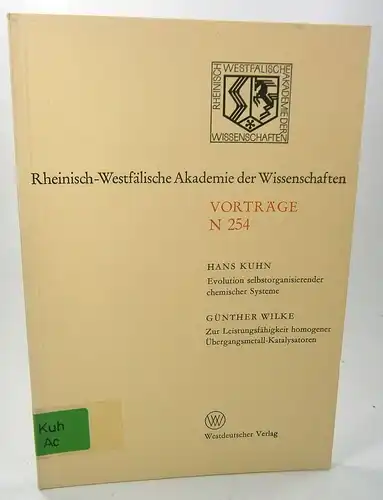 RHEINISCH-WESTFÄLISCHE
AKADEMIE DER
WISSENSCHAFTEN
Rheinisch-Westfälische Akademie der Wissenschaften
VORTRÄGE
N 254
HANS KUHN
Evolution selbstorganisierender
chemischer Systeme
GÜNTHER WILKE
Zur Leistungsfähigkeit homogener
Übergangsmetall-Katalysatoren
Kuh
Ac
W
Westdeutscher Verlag